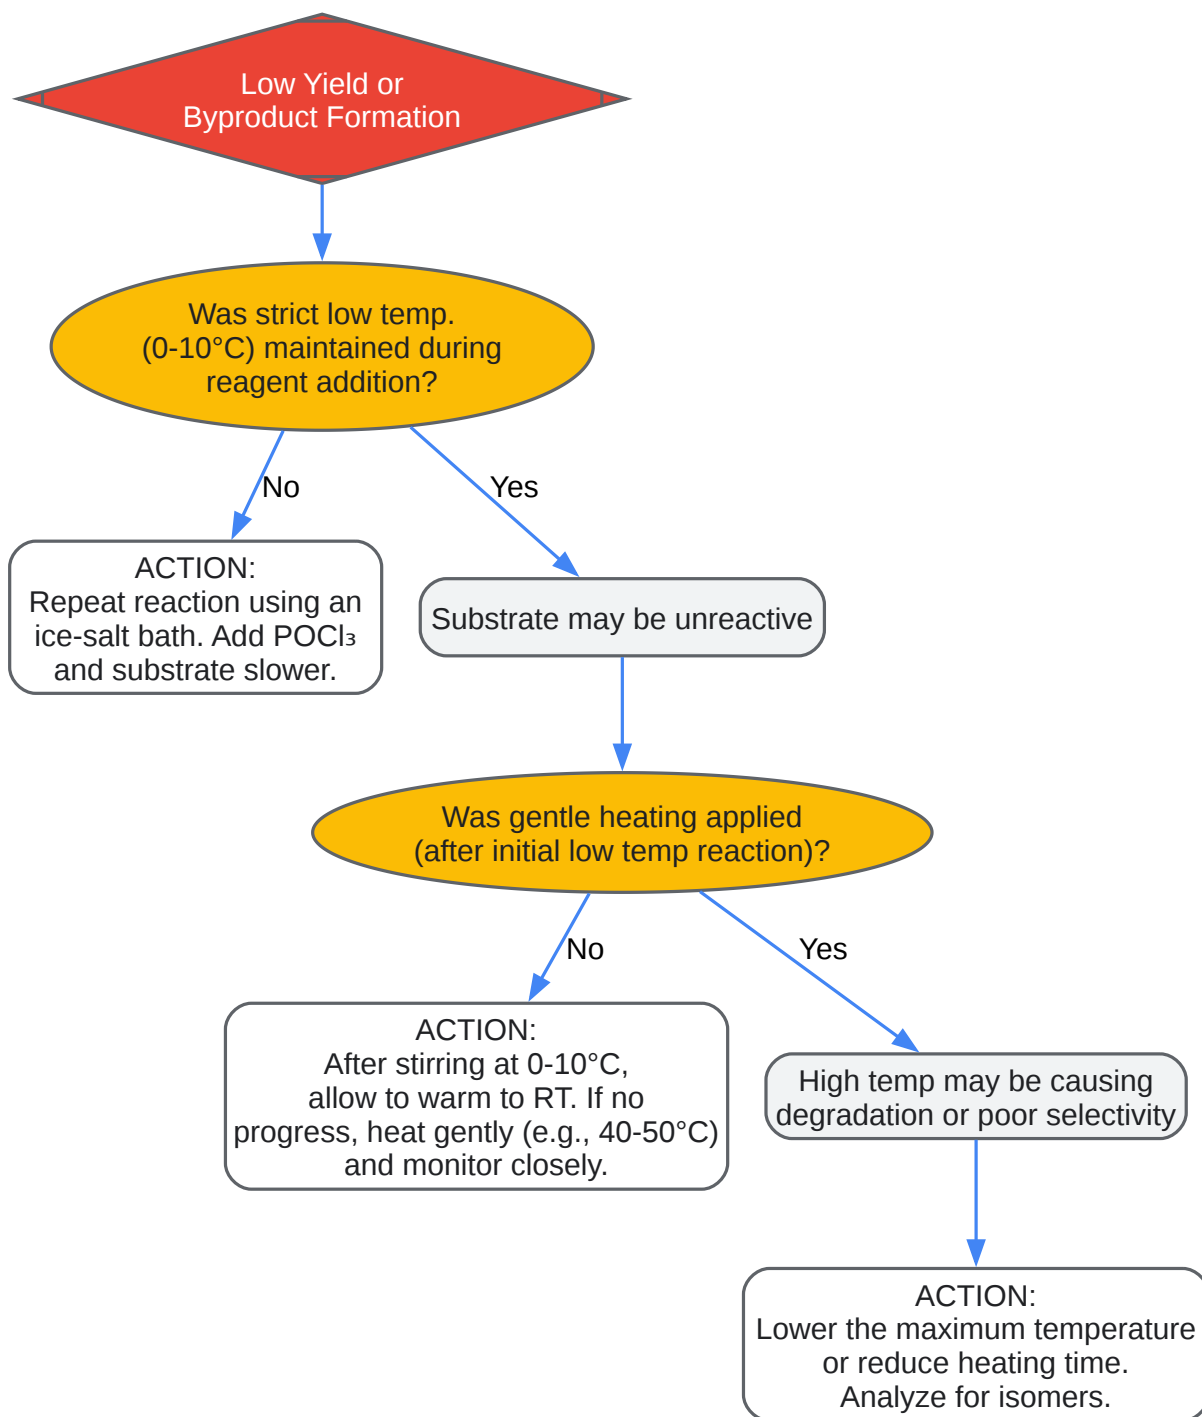 Low Yield or
Byproduct Formation
Was strict low temp.
(0-10°C) maintained during
reagent addition?
No
Yes
ACTION:
Repeat reaction using an
ice-salt bath. Add POCl₃
and substrate slower.
Substrate may be unreactive
Was gentle heating applied
(after initial low temp reaction)?
No
Yes
ACTION:
After stirring at 0-10°C,
allow to warm to RT. If no
progress, heat gently (e.g., 40-50°C)
and monitor closely.
High temp may be causing
degradation or poor selectivity
ACTION:
Lower the maximum temperature
or reduce heating time.
Analyze for isomers.